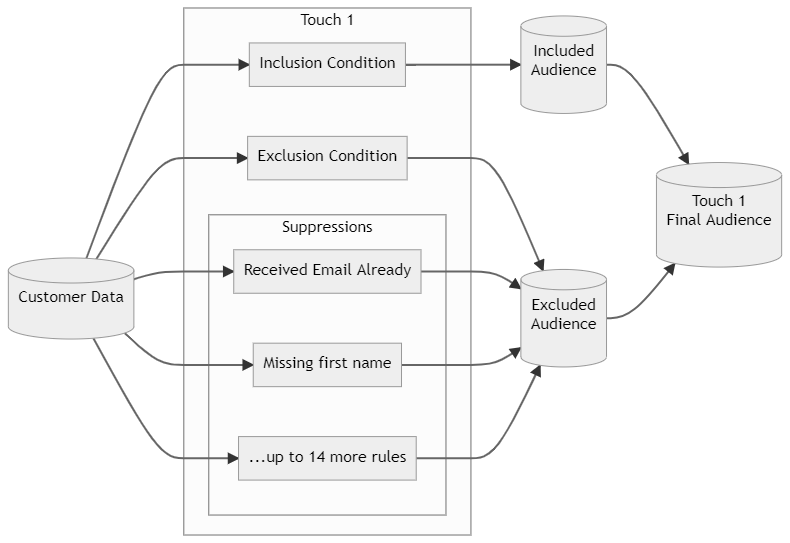 Touch 1
Inclusion Condition
Included
Audience
Exclusion Condition
Touch 1
Final Audience
Suppressions
Received Email Already
Customer Data
Excluded
Audience
Missing first name
...up to 14 more rules